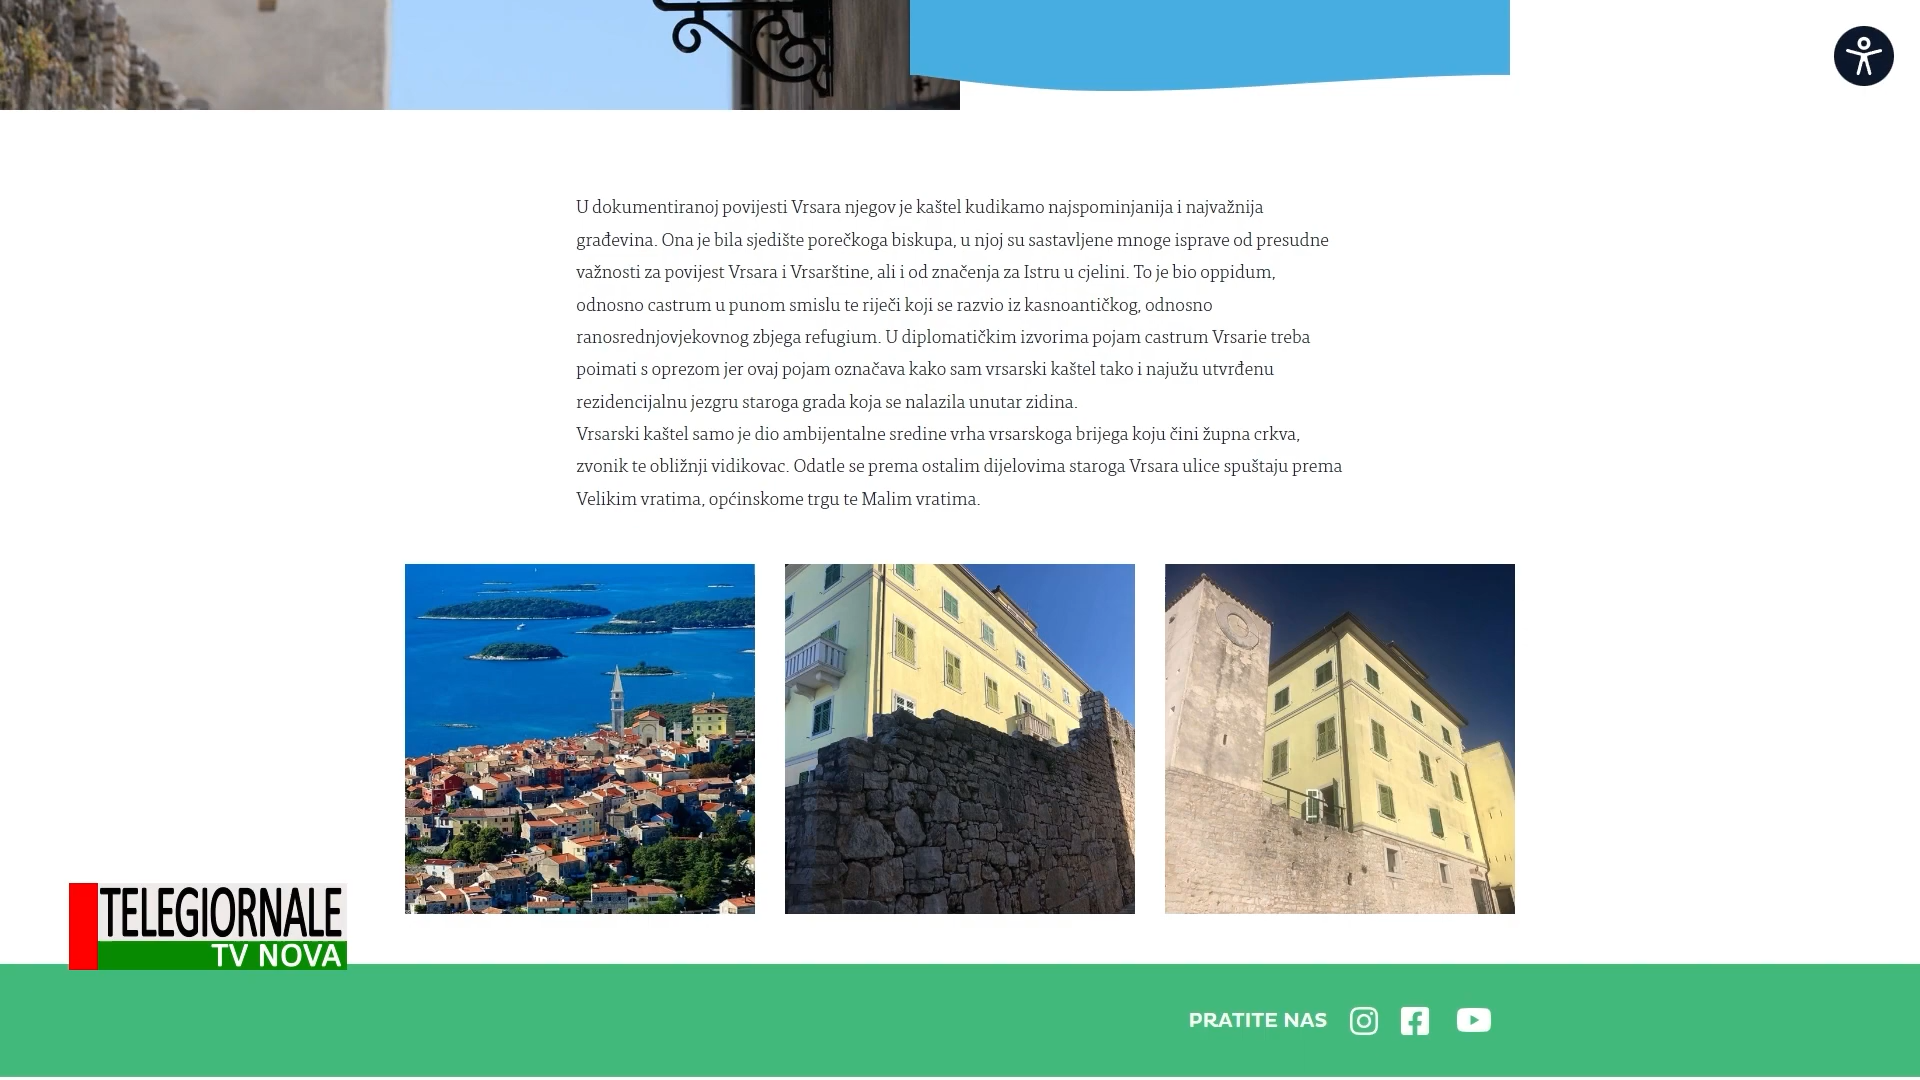 U dokumentiranoj povijesti Vrsara njegov je kaštel kudikamo najspominjanija i najvažnija
građevina. Ona je bila sjedište porečkoga biskupa, u njoj su sastavljene mnoge isprave od presudne
važnosti za povijest Vrsara i Vrsarštine, ali i od značenja za Istru u cjelini. To je bio oppidum,
odnosno castrum u punom smislu te riječi koji se razvio iz kasnoantičkog, odnosno
ranosrednjovjekovnog zbjega refugium. U diplomatičkim izvorima pojam castrum Vrsarie treba
poimati s oprezom jer ovaj pojam označava kako sam vrsarski kaštel tako i najužu utvrđenu
rezidencijalnu jezgru staroga grada koja se nalazila unutar zidina.
Vrsarski kaštel samo je dio ambijentalne sredine vrha vrsarskoga brijega koju čini župna crkva,
zvonik te obližnji vidikovac. Odatle se prema ostalim dijelovima staroga Vrsara ulice spuštaju prema
Velikim vratima, općinskome trgu te Malim vratima.
TELEGIORNALE
TV NOVA
PRATITE NAS